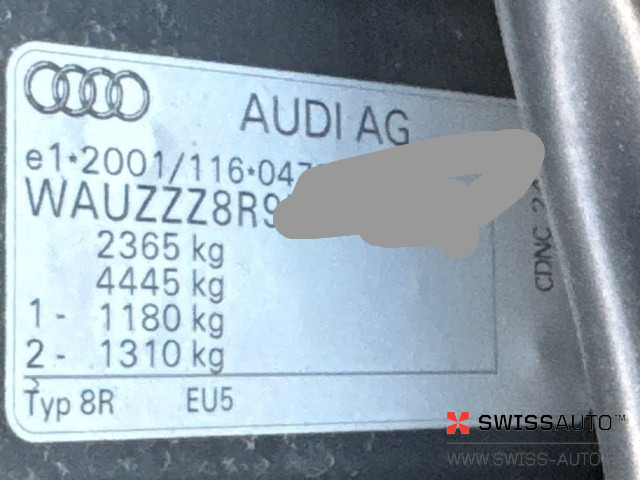 AUDI AG
e1*2001/116*047
WAUZZZ8R9
2365 kg
4445 kg
1- 1180 kg
2- 1310 kg
Typ 8R EU5
CDNC
SWISSAUTO™
WWW.SWISS-AUTO.